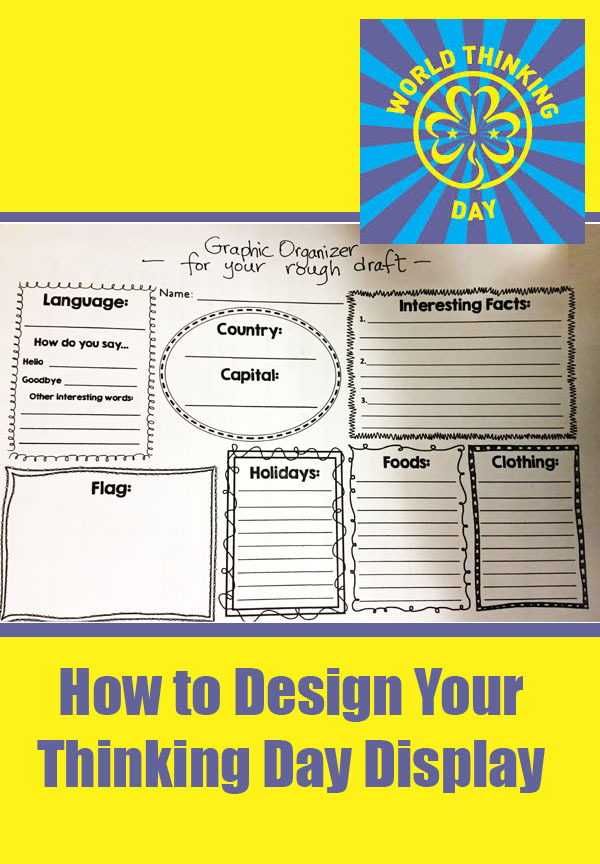 WORLD THINKING
DAY
Graphic Organizer
- for your rough draft -
Language:
How do you say...
Hello
Goodbye
Other interesting words:
Name:
Country:
Capital:
Interesting Facts:
1.
2.
3.
Flag:
Holidays:
Foods:
Clothing:
How to Design Your
Thinking Day Display